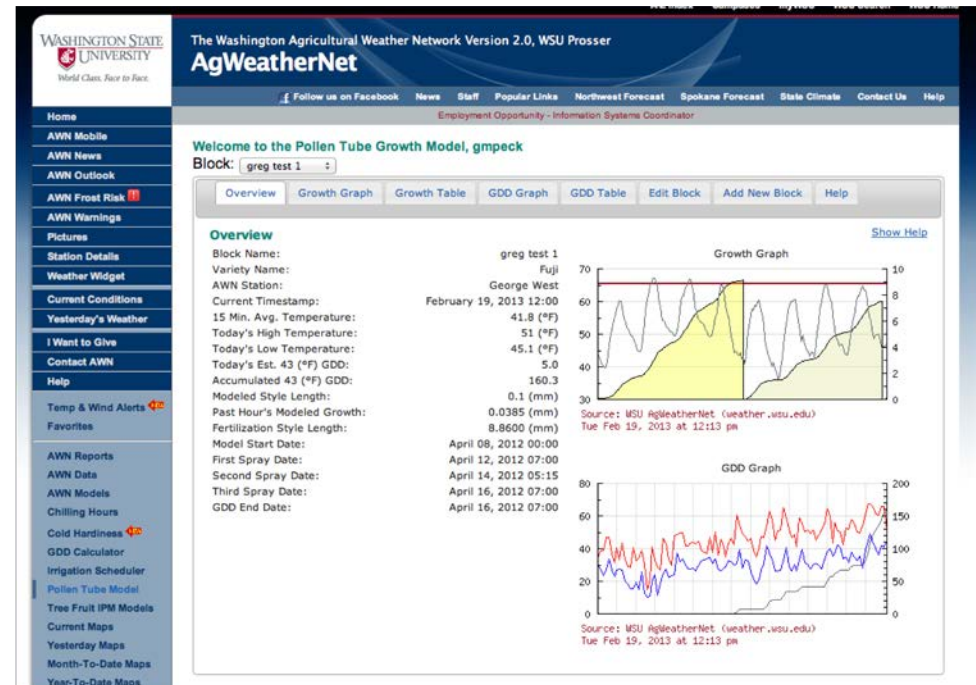 WASHINGTON STATE
UNIVERSITY
World Class. Face to Face.
The Washington Agricultural Weather Network Version 2.0, WSU Prosser
AgWeatherNet
Follow us on Facebook News Staff Popular Links Northwest Forecast Spokane Forecast State Climate Contact Us Help
Employment Opportunity - Information Systems Coordinator
Home
AWN Mobile
AWN News
AWN Outlook
AWN Frost Risk
AWN Warnings
Pictures
Station Details
Weather Widget
Current Conditions
Yesterday's Weather
I Want to Give
Contact AWN
Help
Temp & Wind Alerts
Favorites
AWN Reports
AWN Data
AWN Models
Chilling Hours
Cold Hardiness
GDD Calculator
Irrigation Scheduler
Pollen Tube Model
Tree Fruit IPM Models
Current Maps
Yesterday Maps
Month-To-Date Maps
Year-To-Date Maps
Welcome to the Pollen Tube Growth Model, gmpeck
Block: greg test 1
Overview Growth Graph Growth Table GDD Graph GDD Table Edit Block Add New Block Help
Overview
Show Help
Block Name: greg test 1
Variety Name: Fuji
AWN Station: George West
Current Timestamp: February 19, 2013 12:00
15 Min. Avg. Temperature: 41.8 (°F)
Today's High Temperature: 51 (°F)
Today's Low Temperature: 45.1 (°F)
Today's Est. 43 (°F) GDD: 5.0
Accumulated 43 (°F) GDD: 160.3
Modeled Style Length: 0.1 (mm)
Past Hour's Modeled Growth: 0.0385 (mm)
Fertilization Style Length: 8.8600 (mm)
Model Start Date: April 08, 2012 00:00
First Spray Date: April 12, 2012 07:00
Second Spray Date: April 14, 2012 05:15
Third Spray Date: April 16, 2012 07:00
GDD End Date: April 16, 2012 07:00
Growth Graph
70 10
60 8
50 6
4
40 2
30 0
Source: WSU AgWeatherNet (weather.wsu.edu)
Tue Feb 19, 2013 at 12:13 pm
GDD Graph
80 200
60 150
40 100
20 50
0 0
Source: WSU AgWeatherNet (weather.wsu.edu)
Tue Feb 19, 2013 at 12:13 pm